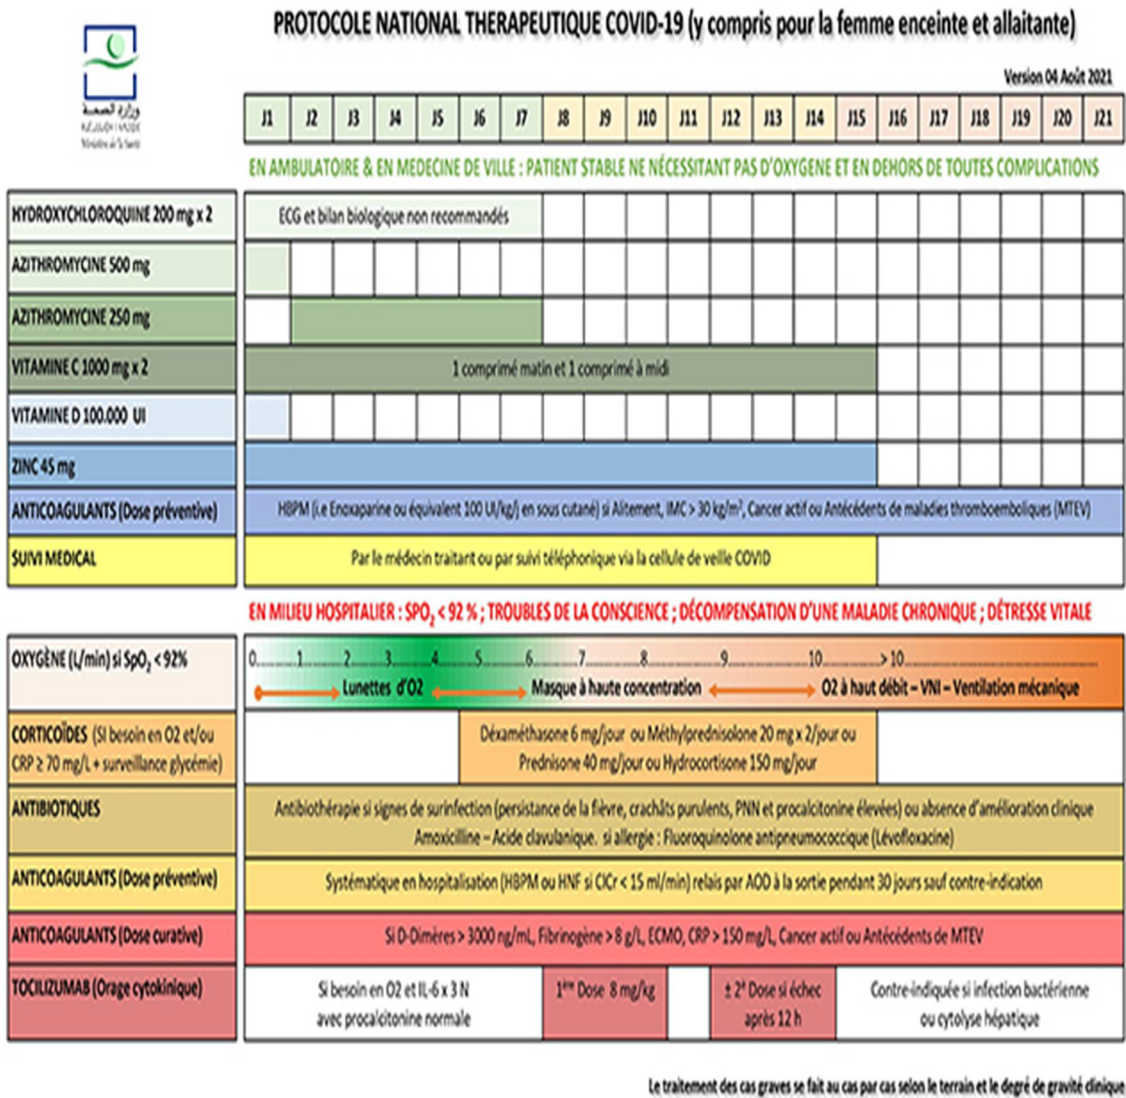 PROTOCOLE NATIONAL THERAPEUTIQUE COVID-19 (y compris pour la femme enceinte et allaitante)
وزارة الصحة
Ministère de la Santé
Version 04 Août 2021
J1 J2 J3 J4 J5 J6 J7 J8 J9 J10 J11 J12 J13 J14 J15 J16 J17 J18 J19 J20 J21
EN AMBULATOIRE & EN MEDECINE DE VILLE : PATIENT STABLE NE NÉCESSITANT PAS D'OXYGENE ET EN DEHORS DE TOUTES COMPLICATIONS
HYDROXYCHLOROQUINE 200 mg x 2
ECG et bilan biologique non recommandés
AZITHROMYCINE 500 mg
AZITHROMYCINE 250 mg
VITAMINE C 1000 mg x 2
1 comprimé matin et 1 comprimé à midi
VITAMINE D 100.000 UI
ZINC 45 mg
ANTICOAGULANTS (Dose préventive)
HBPM (i.e Enoxaparine ou équivalent 100 UI/kg/j en sous cutané) si Alitement, IMC > 30 kg/m², Cancer actif ou Antécédents de maladies thromboemboliques (MTEV)
SUIVI MEDICAL
Par le médecin traitant ou par suivi téléphonique via la cellule de veille COVID
EN MILIEU HOSPITALIER : SPO₂ < 92 % ; TROUBLES DE LA CONSCIENCE ; DÉCOMPENSATION D'UNE MALADIE CHRONIQUE ; DÉTRESSE VITALE
OXYGÈNE (L/min) si SpO₂ < 92%
0..........1..........2..........3..........4..........5..........6..........7..........8..........9..........10..........> 10..........
Lunettes d'O2 Masque à haute concentration O2 à haut débit – VNI – Ventilation mécanique
CORTICOÏDES (SI besoin en O2 et/ou
CRP ≥ 70 mg/L + surveillance glycémie)
Déxaméthasone 6 mg/jour ou Méthylprednisolone 20 mg x 2/jour ou
Prednisone 40 mg/jour ou Hydrocortisone 150 mg/jour
ANTIBIOTIQUES
Antibiothérapie si signes de surinfection (persistance de la fièvre, crachâts purulents, PNN et procalcitonine élevées) ou absence d'amélioration clinique
Amoxicilline – Acide clavulanique. si allergie : Fluoroquinolone antipneumococcique (Lévofloxacine)
ANTICOAGULANTS (Dose préventive)
Systématique en hospitalisation (HBPM ou HNF si ClCr < 15 ml/min) relais par AOD à la sortie pendant 30 jours sauf contre-indication
ANTICOAGULANTS (Dose curative)
Si D-Dimères > 3000 ng/mL, Fibrinogène > 8 g/L, ECMO, CRP > 150 mg/L, Cancer actif ou Antécédents de MTEV
TOCILIZUMAB (Orage cytokinique)
Si besoin en O2 et IL-6 x 3 N
avec procalcitonine normale
1ère Dose 8 mg/kg
± 2ᵉ Dose si échec
après 12 h
Contre-indiquée si infection bactérienne
ou cytolyse hépatique
Le traitement des cas graves se fait au cas par cas selon le terrain et le degré de gravité clinique